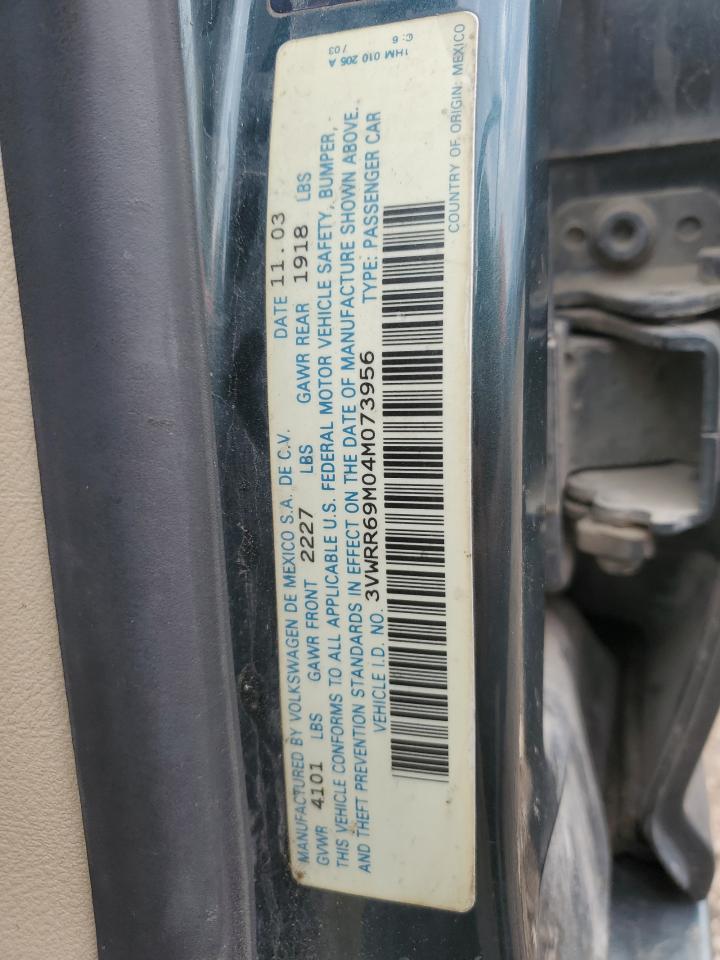 MANUFACTURED BY VOLKSWAGEN DE MEXICO S.A. DE C.V. DATE 11.03
GVWR 4101 LBS GAWR FRONT 2227 LBS GAWR REAR 1918 LBS
THIS VEHICLE CONFORMS TO ALL APPLICABLE U.S. FEDERAL MOTOR VEHICLE SAFETY, BUMPER,
AND THEFT PREVENTION STANDARDS IN EFFECT ON THE DATE OF MANUFACTURE SHOWN ABOVE.
VEHICLE I.D. NO. 3VWRR69M04M073956 TYPE: PASSENGER CAR
COUNTRY OF ORIGIN: MEXICO
/03
1HM 010 205 A